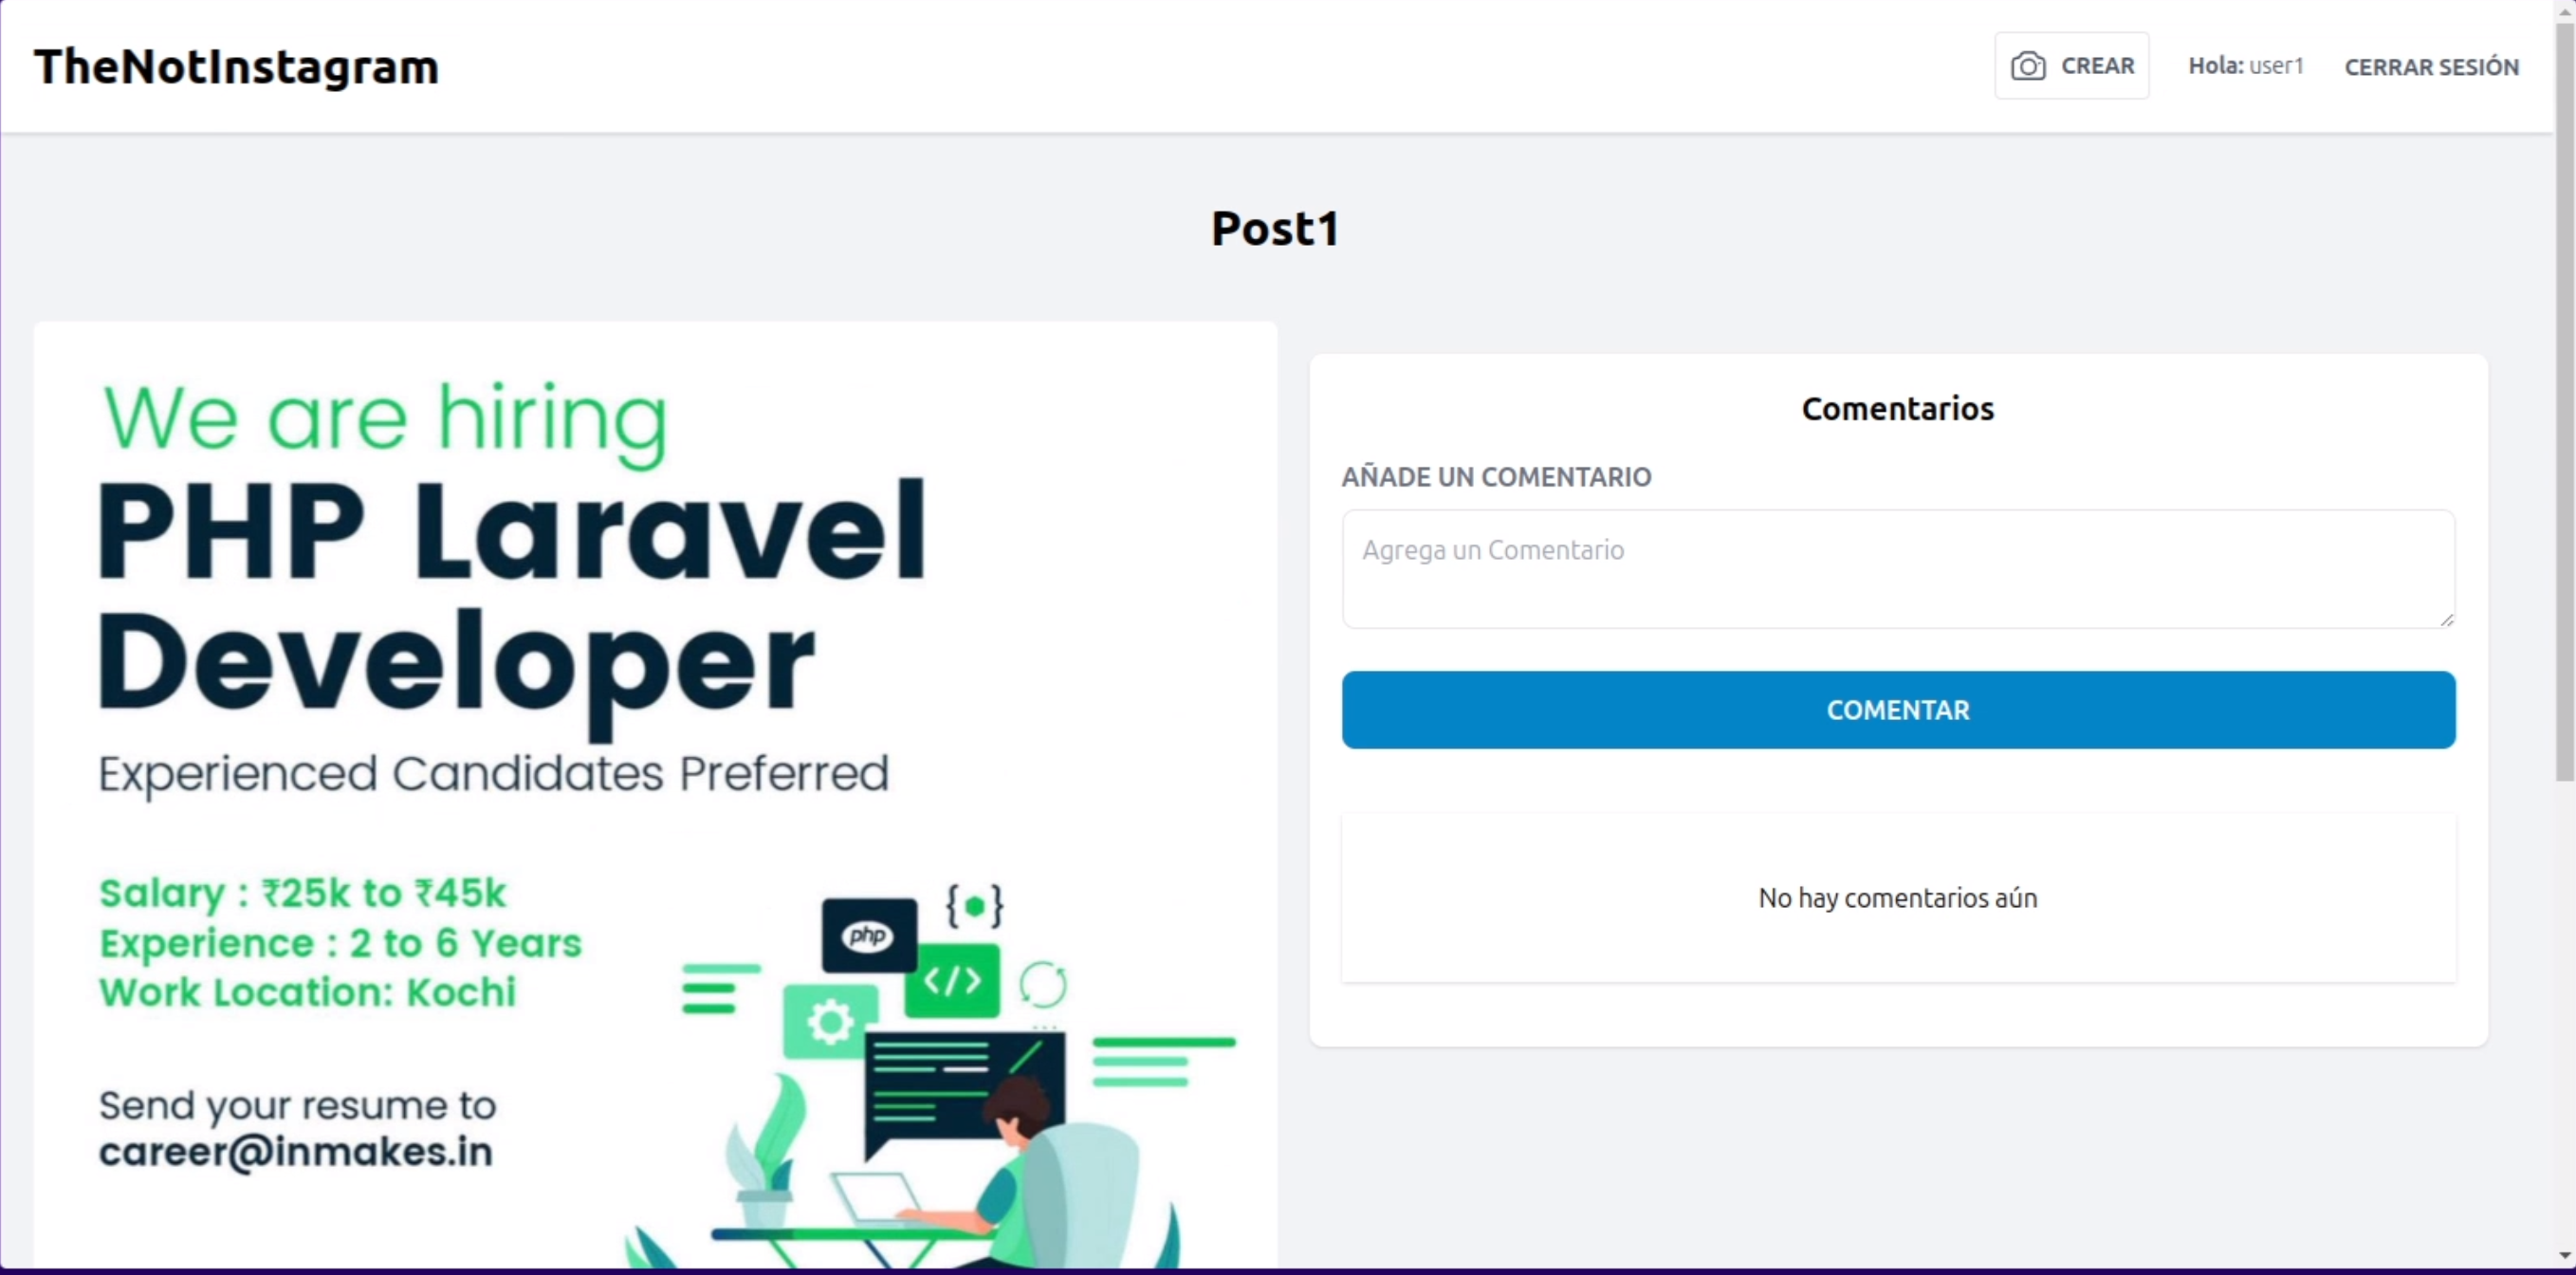 TheNotInstagram
CREAR
Hola: user1
CERRAR SESIÓN
Post1
We are hiring
PHP Laravel
Developer
Experienced Candidates Preferred
Salary : ₹25k to ₹45k
Experience : 2 to 6 Years
Work Location: Kochi
Send your resume to
career@inmakes.in
php
{ }
</>
Comentarios
AÑADE UN COMENTARIO
Agrega un Comentario
COMENTAR
No hay comentarios aún